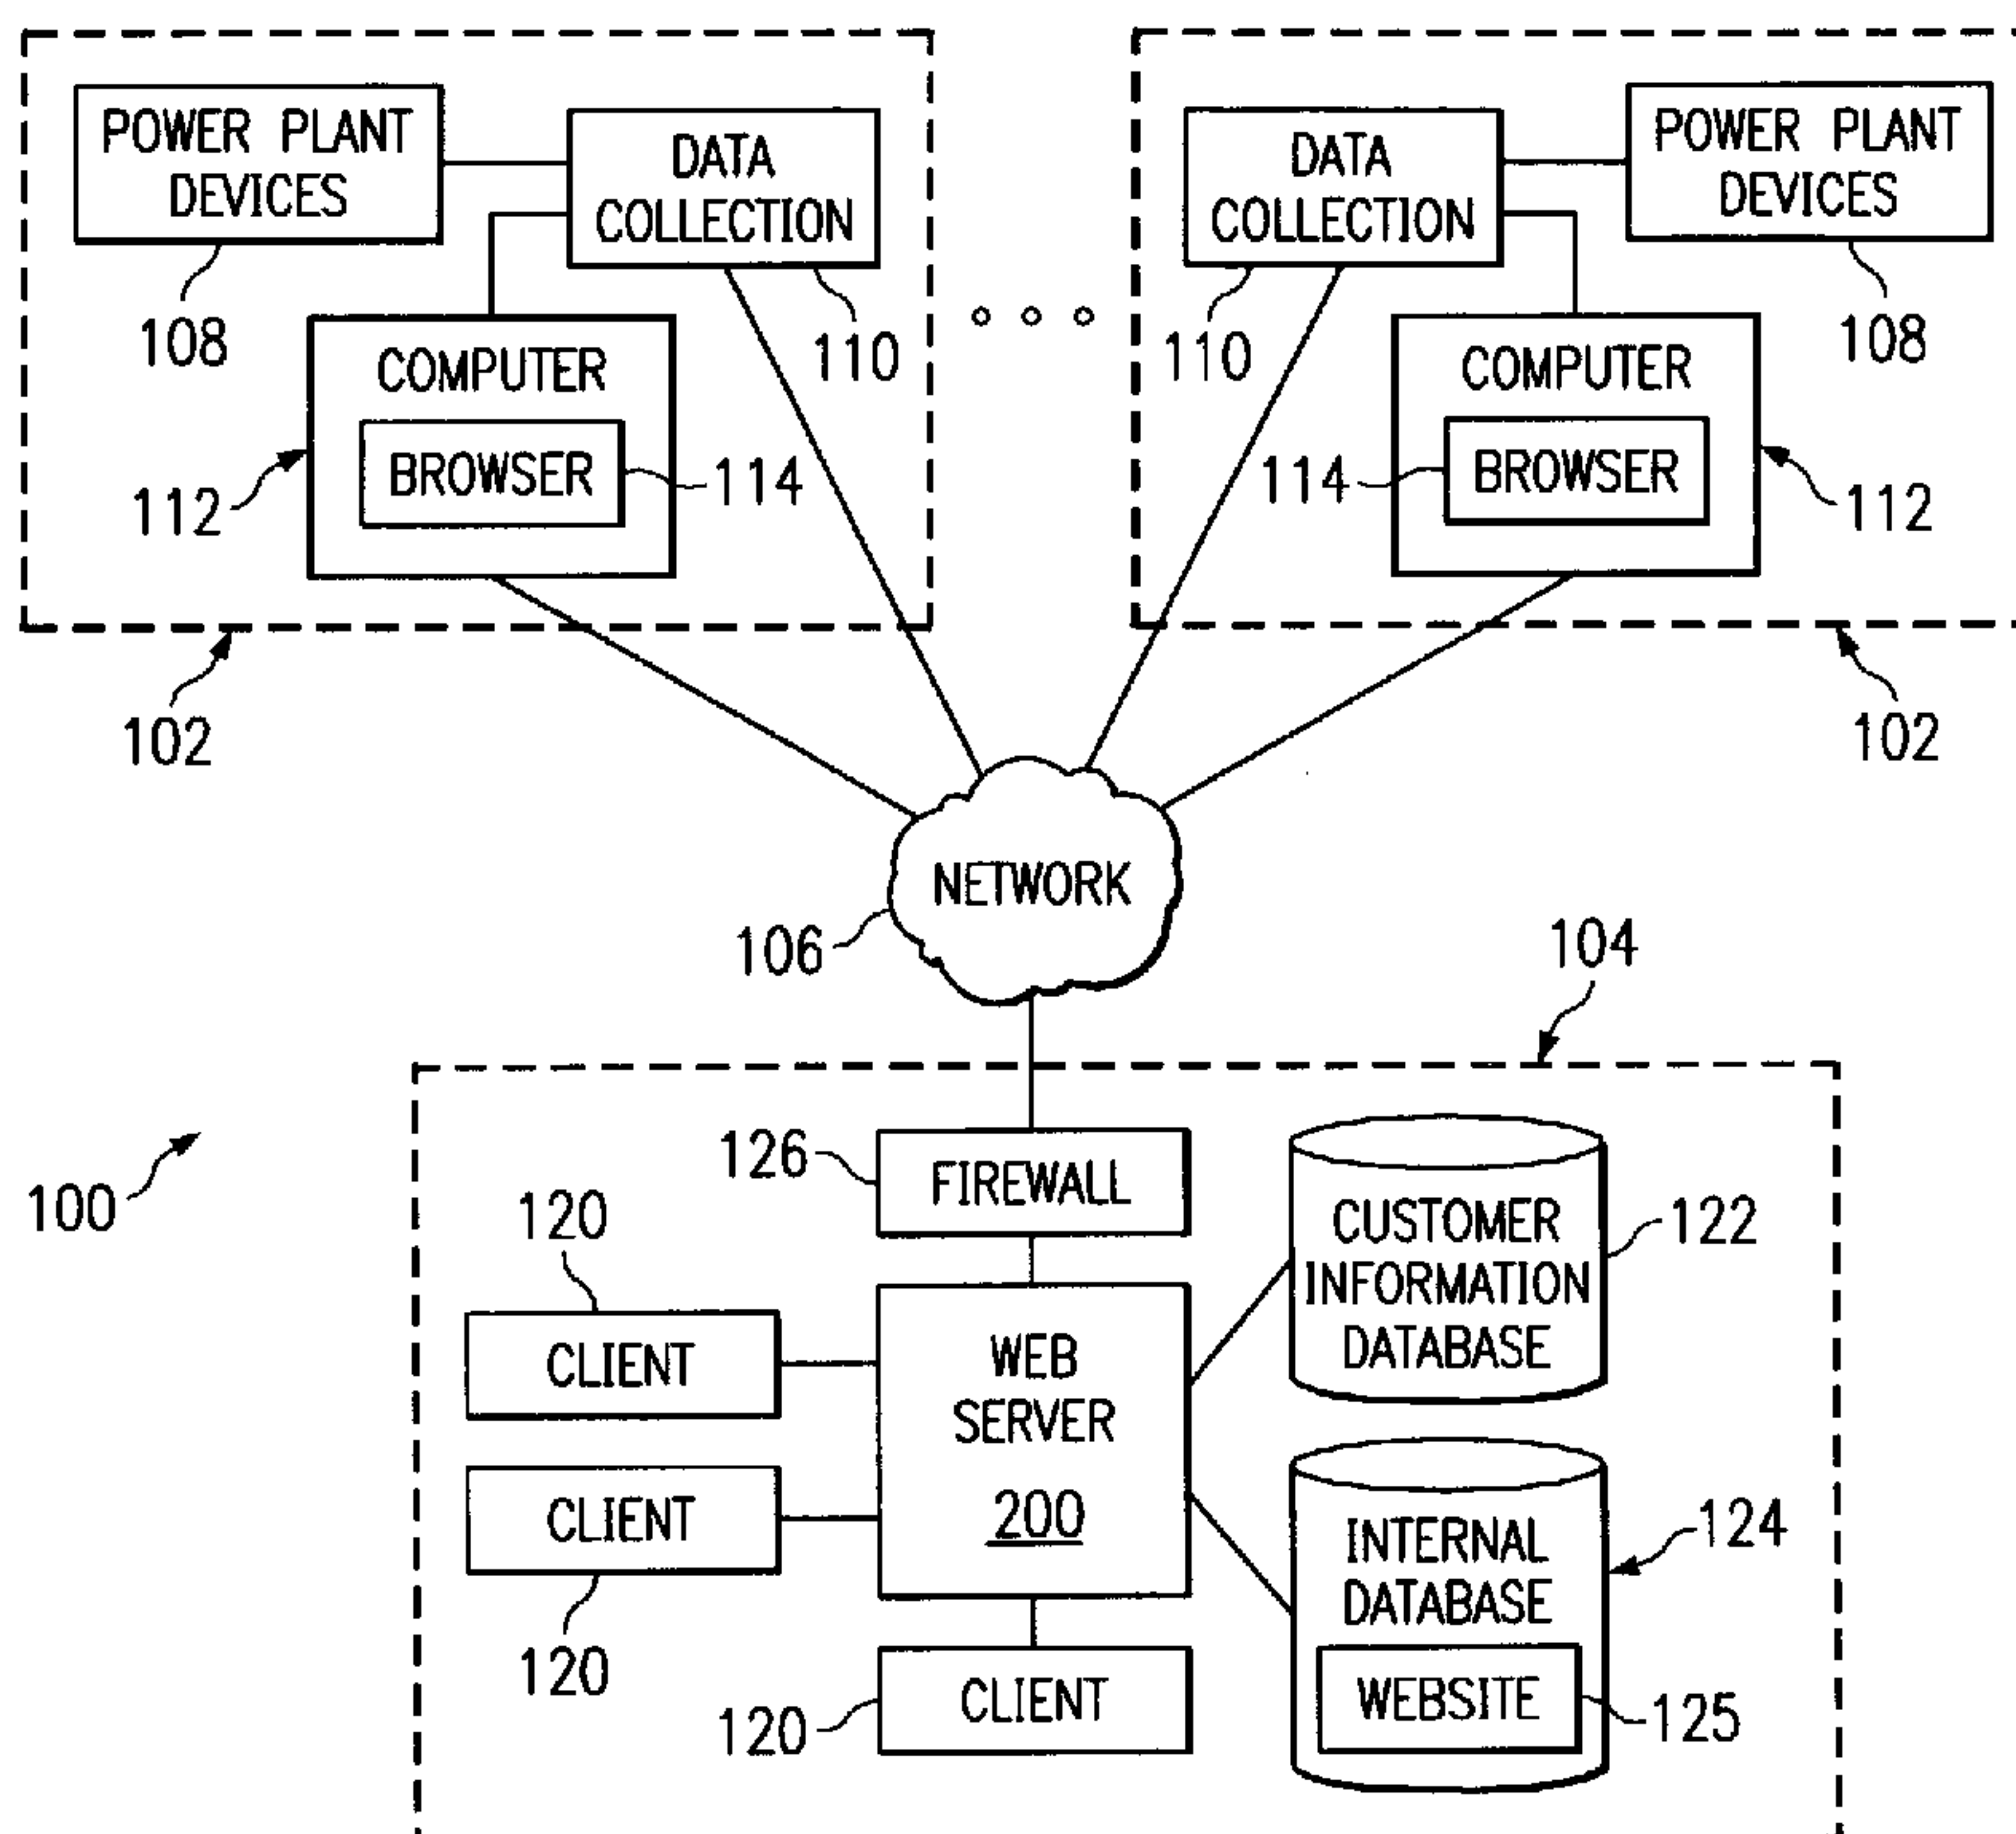 POWER PLANT
DEVICES
108
DATA
COLLECTION
110
COMPUTER
BROWSER
114
112
102
DATA
COLLECTION
110
POWER PLANT
DEVICES
108
COMPUTER
BROWSER
114
112
102
NETWORK
106
104
100
126
FIREWALL
120
CLIENT
CLIENT
120
WEB
SERVER
200
CLIENT
120
CUSTOMER
INFORMATION
DATABASE
122
INTERNAL
DATABASE
124
WEBSITE
125